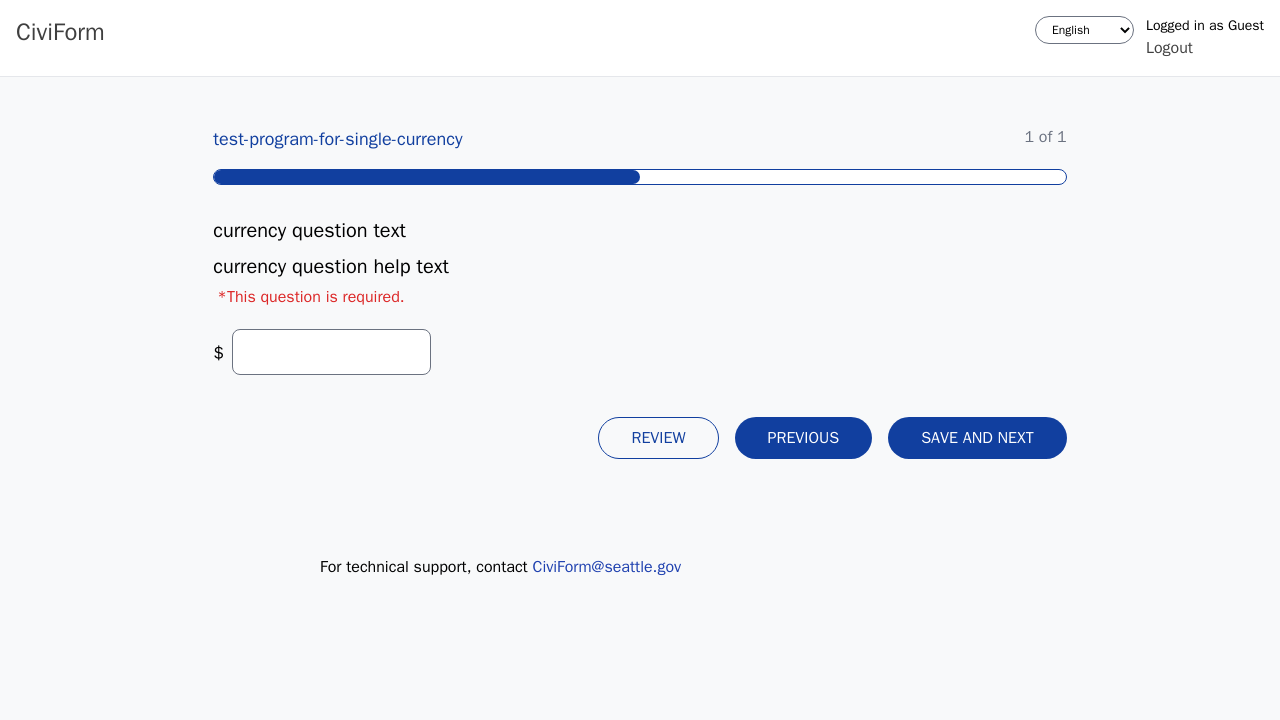 CiviForm
English
Logged in as Guest
Logout
test-program-for-single-currency
1 of 1
currency question text
currency question help text
*This question is required.
$
REVIEW
PREVIOUS
SAVE AND NEXT
For technical support, contact CiviForm@seattle.gov